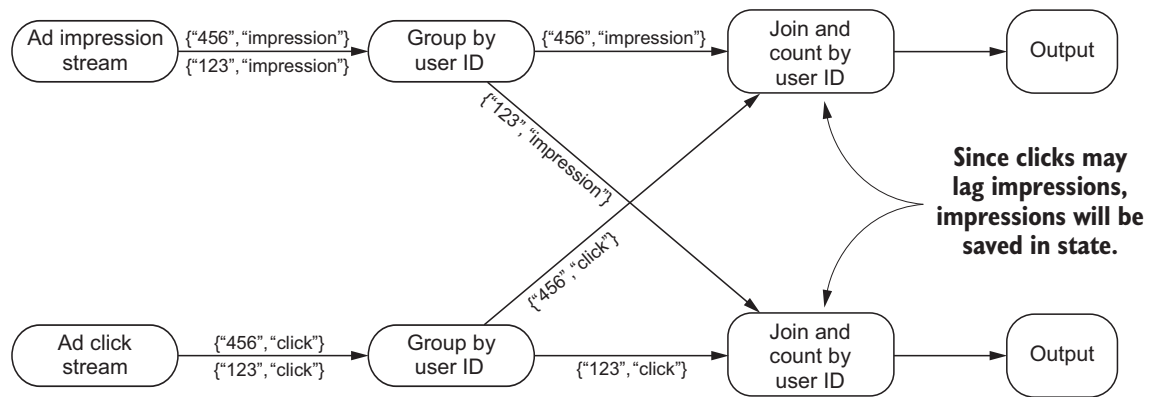 Ad impression
stream
{“456”,“impression”}
{“123”,“impression”}
Group by
user ID
{“456”,“impression”}
Join and
count by
user ID
Output
{“123”,“impression”}
{“456”,“click”}
Since clicks may
lag impressions,
impressions will be
saved in state.
Ad click
stream
{“456”,“click”}
{“123”,“click”}
Group by
user ID
{“123”,“click”}
Join and
count by
user ID
Output